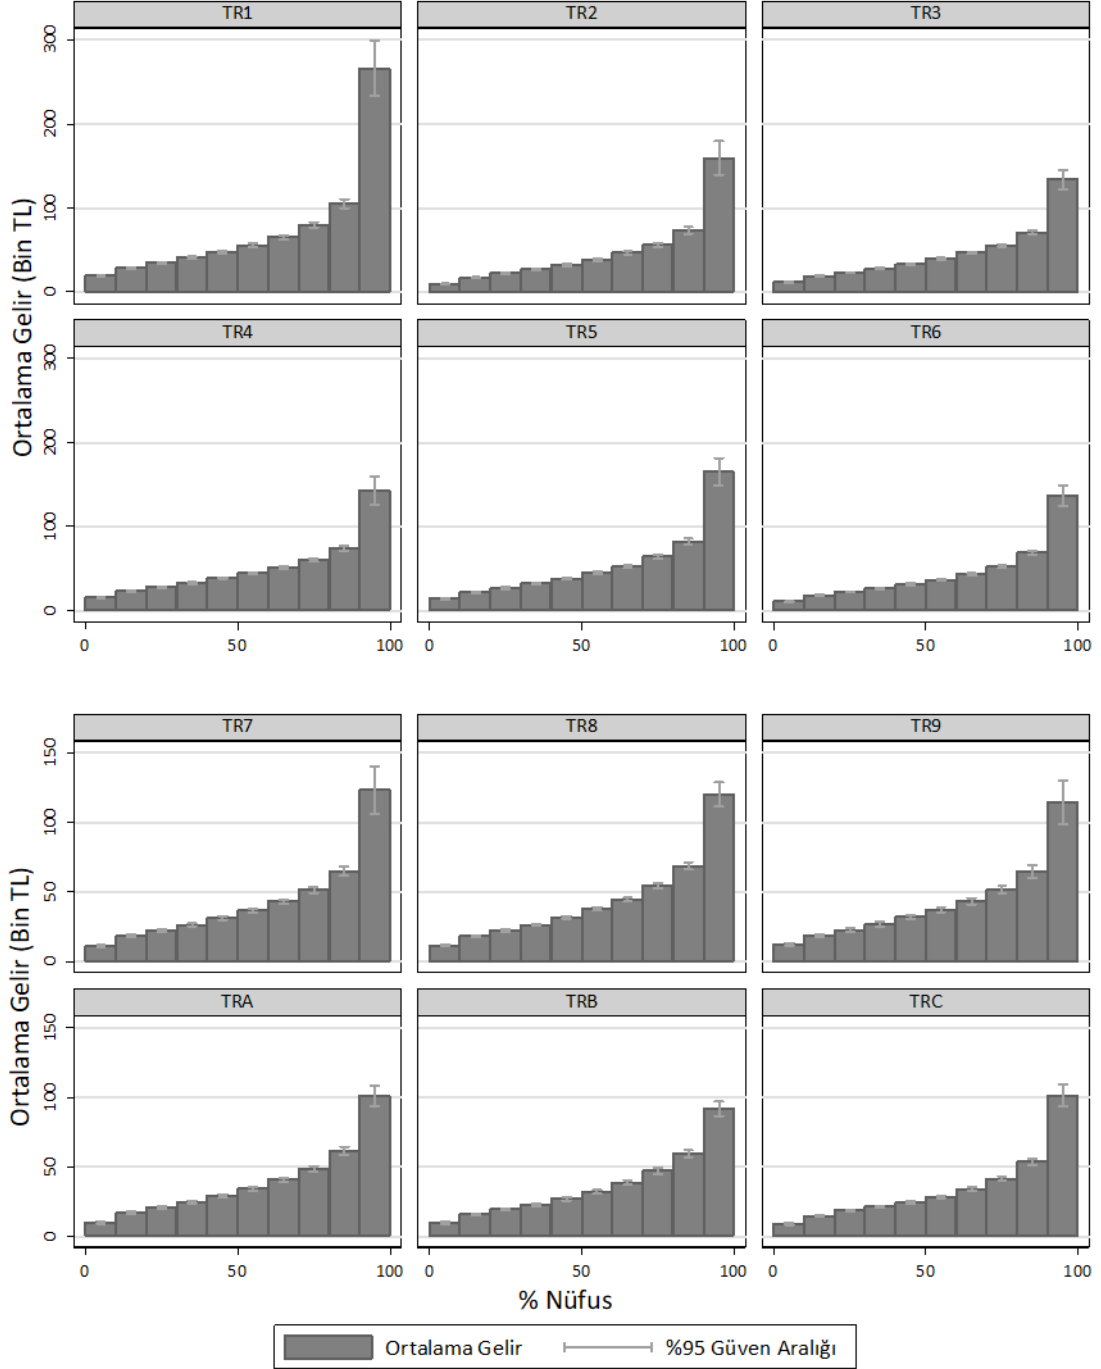 TR1 TR2 TR3
300
200
100
0
TR4 TR5 TR6
300
200
100
0
0 50 100 0 50 100 0 50 100
Ortalama Gelir (Bin TL)
TR7 TR8 TR9
150
100
50
0
TRA TRB TRC
150
100
50
0
0 50 100 0 50 100 0 50 100
Ortalama Gelir (Bin TL)
% Nüfus
Ortalama Gelir %95 Güven Aralığı